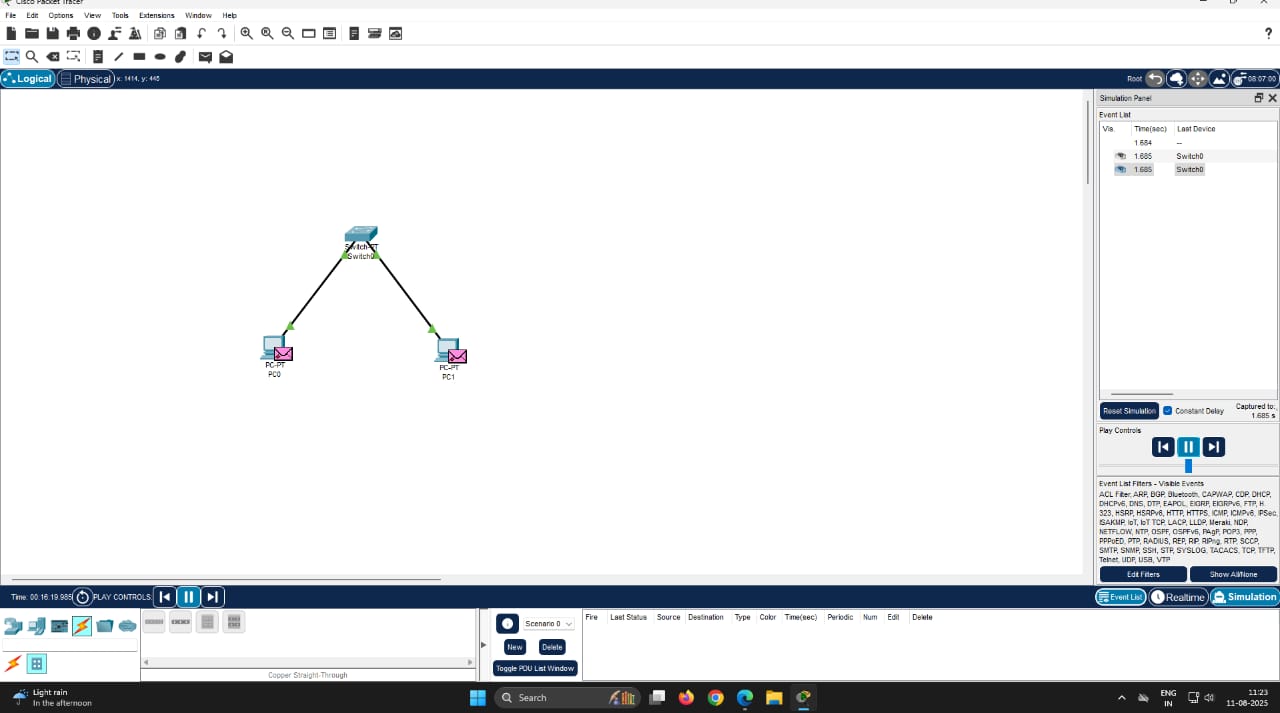 Cisco Packet Tracer
File Edit Options View Tools Extensions Window Help
?
Logical Physical x: 1414, y: 445
Root 08:07:00
Simulation Panel
Event List
Vis. Time(sec) Last Device
1.684 --
1.685 Switch0
1.685 Switch0
Switch-PT
Switch0
PC-PT
PC0
PC-PT
PC1
Reset Simulation Constant Delay Captured to:
1.685 s
Play Controls
Event List Filters - Visible Events
ACL Filter, ARP, BGP, Bluetooth, CAPWAP, CDP, DHCP,
DHCPv6, DNS, DTP, EAPOL, EIGRP, EIGRPv6, FTP, H.
323, HSRP, HSRPv6, HTTP, HTTPS, ICMP, ICMPv6, IPSec,
ISAKMP, IoT, IoT TCP, LACP, LLDP, Meraki, NDP,
NETFLOW, NTP, OSPF, OSPFv6, PAgP, POP3, PPP,
PPPoED, PTP, RADIUS, REP, RIP, RIPng, RTP, SCCP,
SMTP, SNMP, SSH, STP, SYSLOG, TACACS, TCP, TFTP,
Telnet, UDP, USB, VTP
Edit Filters Show All/None
Time: 00:16:19.985 PLAY CONTROLS:
Event List Realtime Simulation
Scenario 0
New Delete
Toggle PDU List Window
Fire Last Status Source Destination Type Color Time(sec) Periodic Num Edit Delete
Copper Straight-Through
Light rain
In the afternoon
Search
ENG
IN
11:23
11-08-2025